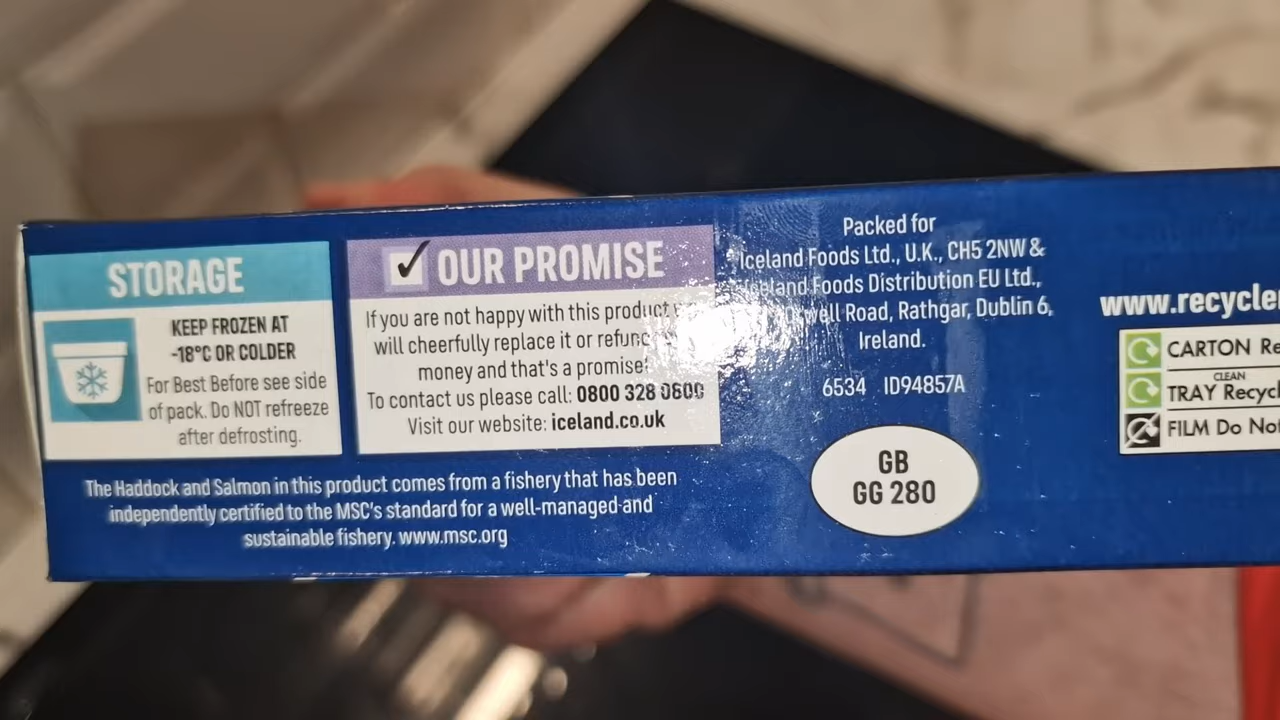 STORAGE
KEEP FROZEN AT
-18°C OR COLDER
For Best Before see side
of pack. Do NOT refreeze
after defrosting.
OUR PROMISE
If you are not happy with this product
will cheerfully replace it or
money and that's a promise!
To contact us please call: 0800 328 0800
Visit our website: iceland.co.uk
The Haddock and Salmon in this product comes from a fishery that has been
independently certified to the MSC's standard for a well-managed and
sustainable fishery. www.msc.org
Packed for
Iceland Foods Ltd., U.K., CH5 2NW &
Iceland Foods Distribution EU Ltd.,
Road, Rathgar, Dublin 6,
Ireland.
6534 ID94857A
GB
GG 280
www.recycle
CARTON Re
CLEAN
TRAY Recycl
FILM Do Not